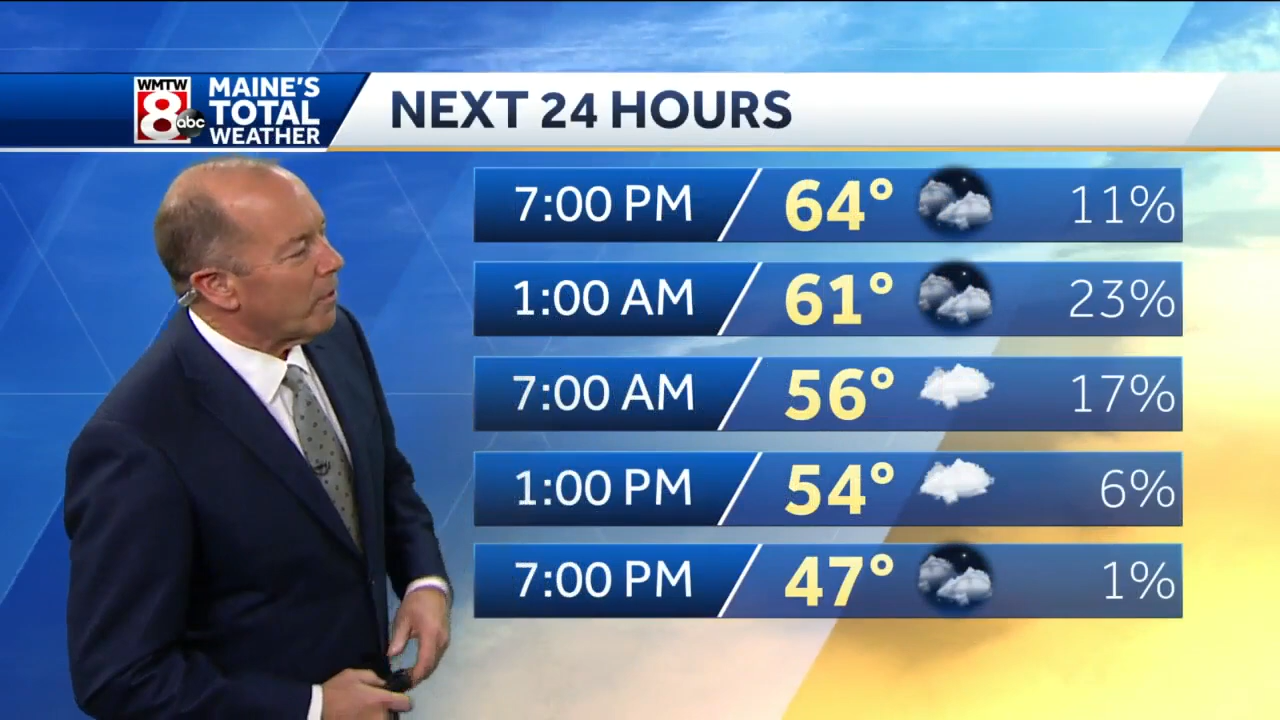 WMTW
8
abc
MAINE'S
TOTAL
WEATHER
NEXT 24 HOURS
7:00 PM 64° 11%
1:00 AM 61° 23%
7:00 AM 56° 17%
1:00 PM 54° 6%
7:00 PM 47° 1%